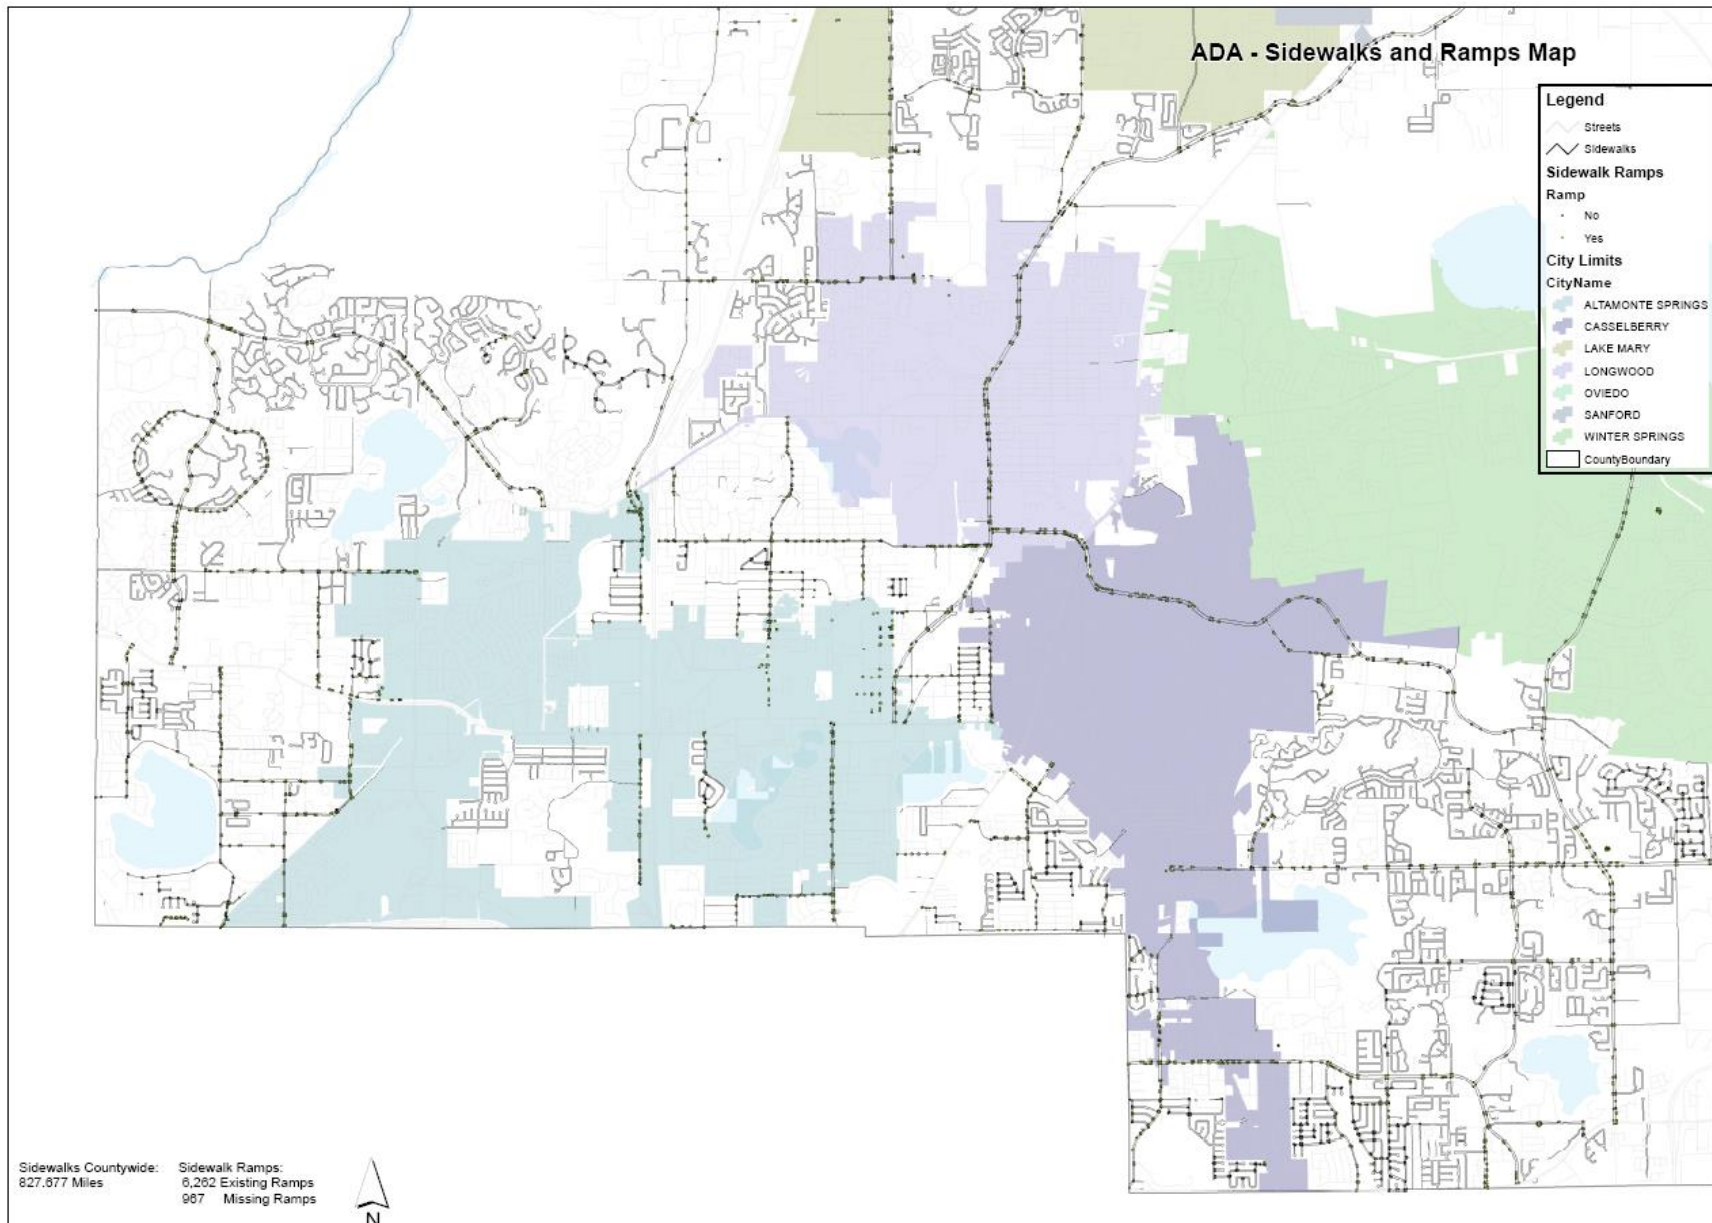 ADA - Sidewalks and Ramps Map
Legend
Streets
Sidewalks
Sidewalk Ramps
Ramp
No
Yes
City Limits
CityName
ALTAMONTE SPRINGS
CASSELBERRY
LAKE MARY
LONGWOOD
OVIEDO
SANFORD
WINTER SPRINGS
CountyBoundary
Sidewalks Countywide:
827.677 Miles
Sidewalk Ramps:
6,262 Existing Ramps
967 Missing Ramps
N